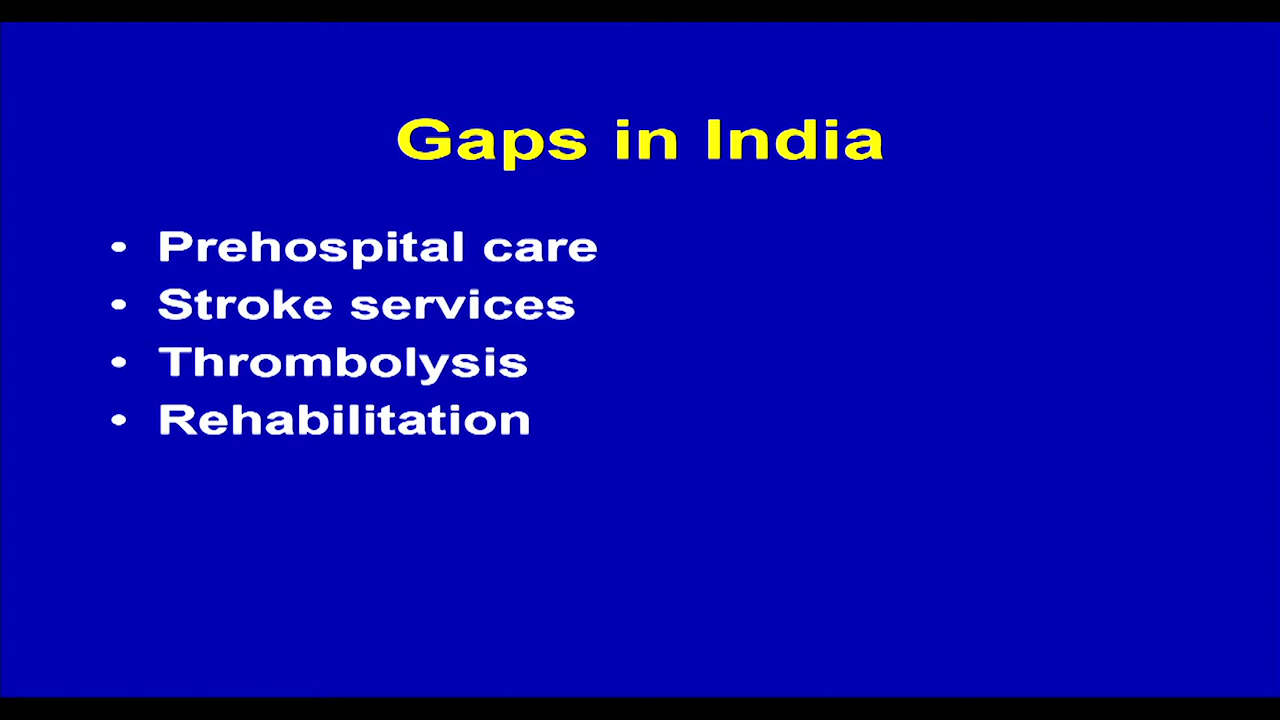 Gaps in India
• Prehospital care
• Stroke services
• Thrombolysis
• Rehabilitation